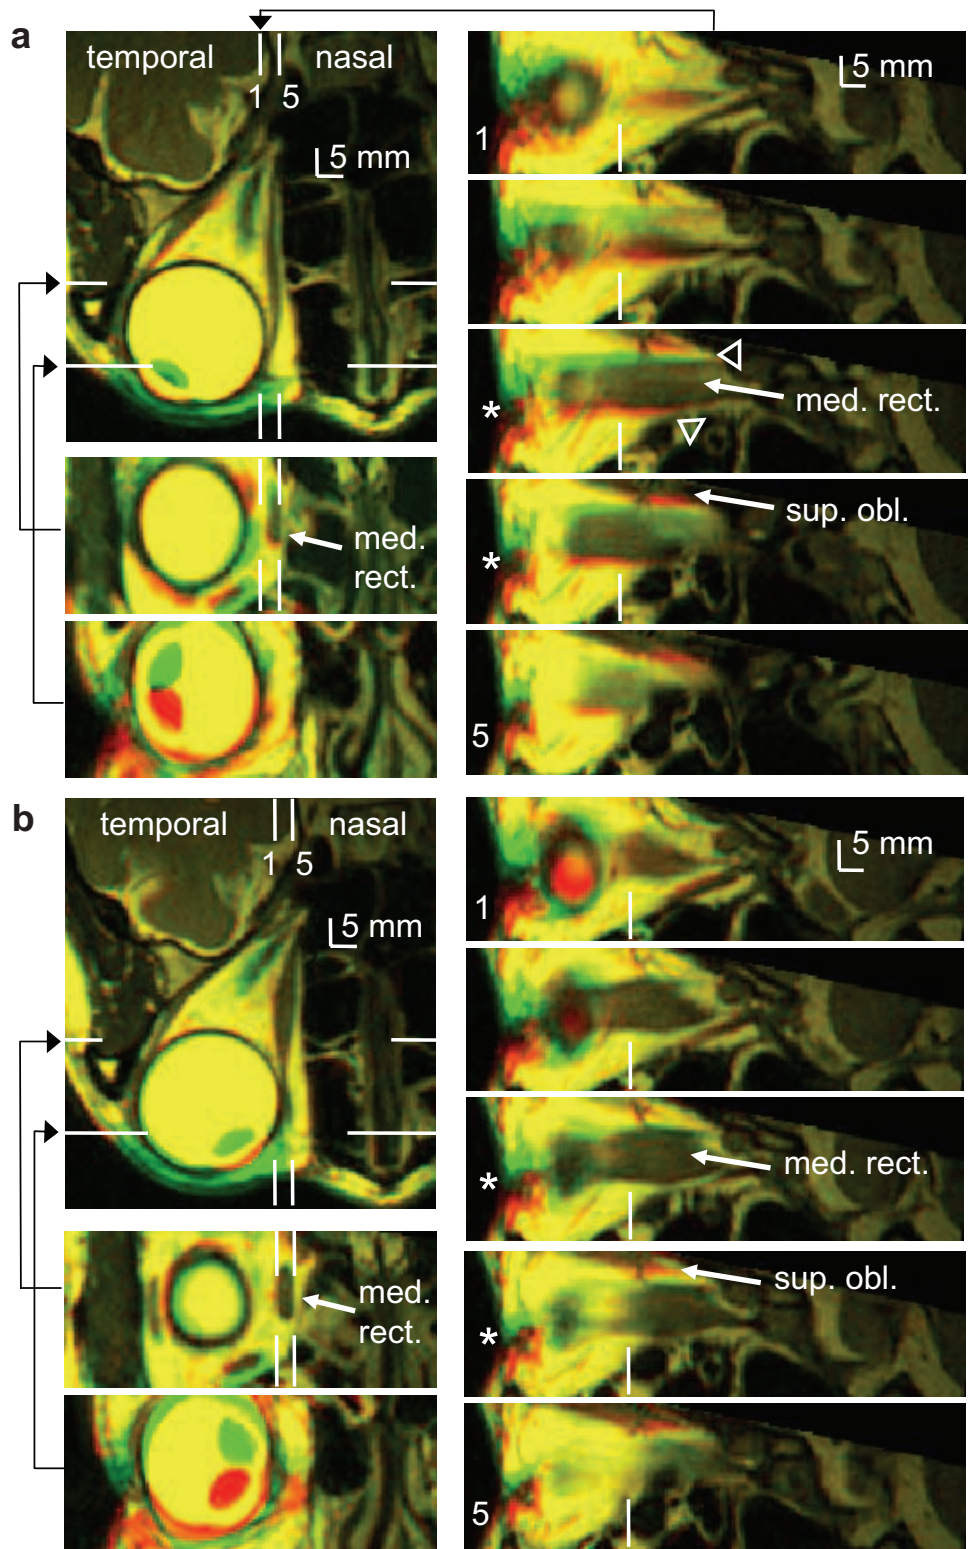 a
temporal
nasal
1
5
5 mm
med.
rect.
5 mm
1
med. rect.
*
sup. obl.
*
5
b
temporal
nasal
1
5
5 mm
med.
rect.
5 mm
1
med. rect.
*
sup. obl.
*
5